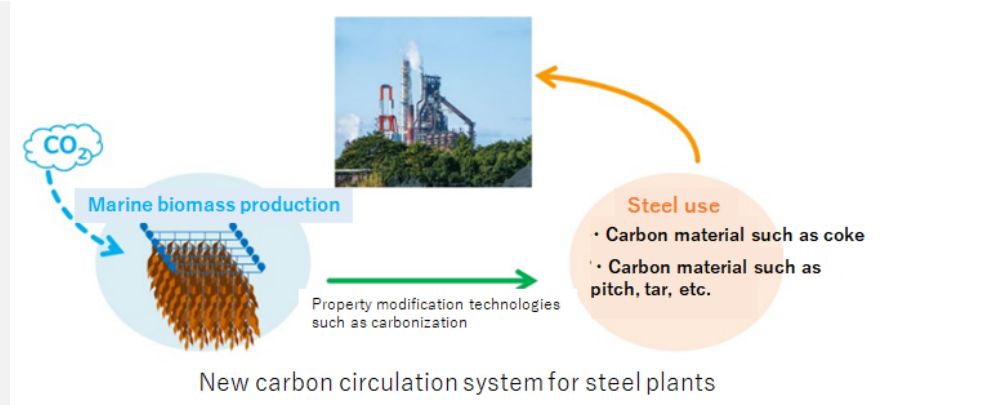 CO2
Marine biomass production
Steel use
・Carbon material such as coke
・Carbon material such as
pitch, tar, etc.
Property modification technologies
such as carbonization
New carbon circulation system for steel plants